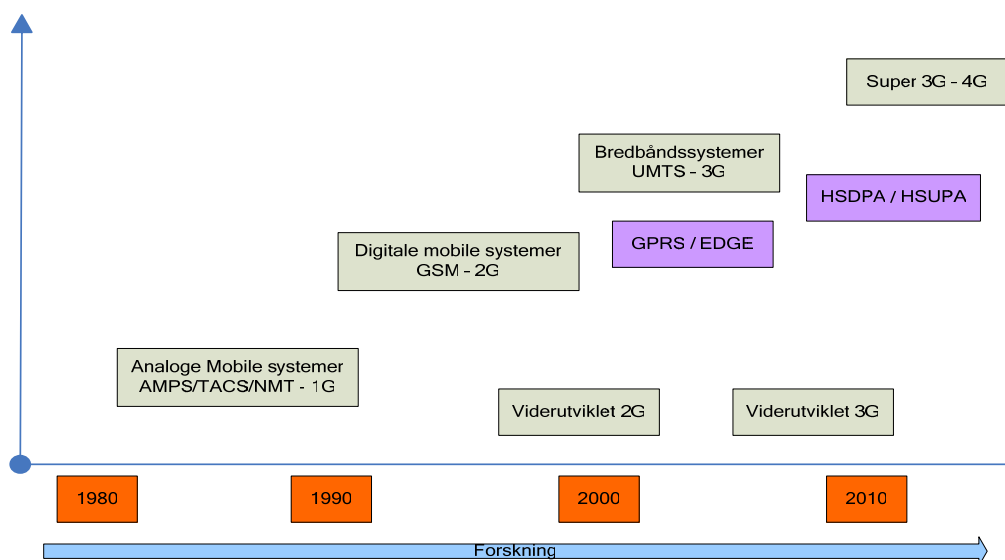 Super 3G - 4G
Bredbåndssystemer
UMTS - 3G
HSDPA / HSUPA
GPRS / EDGE
Digitale mobile systemer
GSM - 2G
Analoge Mobile systemer
AMPS/TACS/NMT - 1G
Viderutviklet 2G
Viderutviklet 3G
1980
1990
2000
2010
Forskning